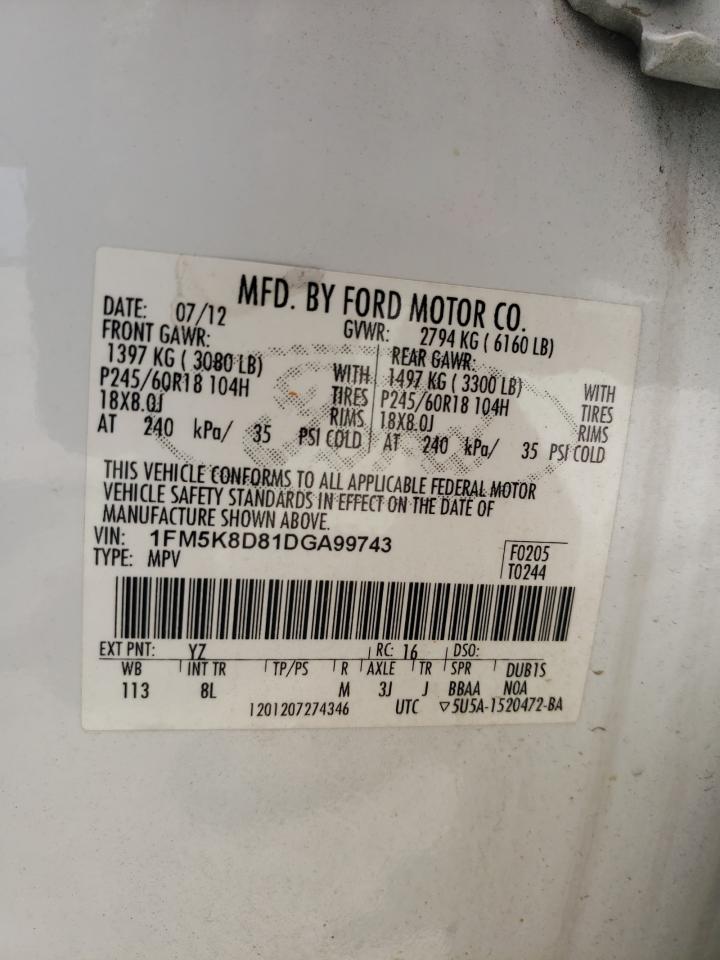 MFD. BY FORD MOTOR CO.
DATE: 07/12
GVWR: 2794 KG ( 6160 LB)
FRONT GAWR:
REAR GAWR:
1397 KG ( 3080 LB) WITH
1497 KG ( 3300 LB) WITH
P245/60R18 104H TIRES
P245/60R18 104H TIRES
18X8.0J RIMS
18X8.0J RIMS
AT 240 kPa/ 35 PSI COLD
AT 240 kPa/ 35 PSI COLD
THIS VEHICLE CONFORMS TO ALL APPLICABLE FEDERAL MOTOR
VEHICLE SAFETY STANDARDS IN EFFECT ON THE DATE OF
MANUFACTURE SHOWN ABOVE.
VIN: 1FM5K8D81DGA99743
TYPE: MPV
F0205
T0244
EXT PNT: YZ RC: 16 DSO:
WB INT TR TP/PS R AXLE TR SPR DUB1S
113 8L M 3J J BBAA NOA
1201207274346 UTC ▽5U5A-1520472-BA